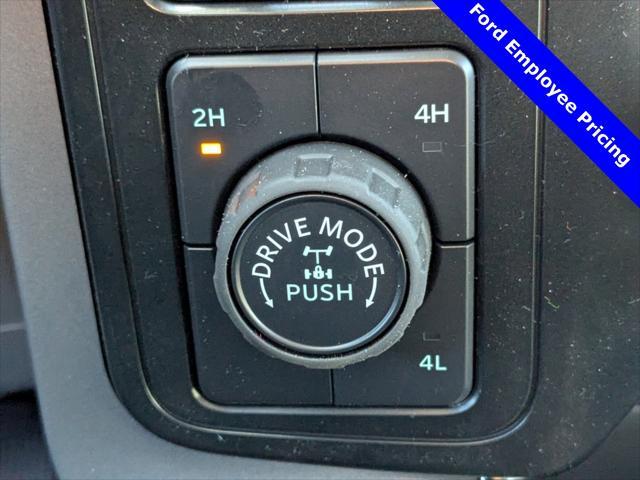 Ford Employee Pricing
2H
4H
DRIVE MODE
PUSH
4L